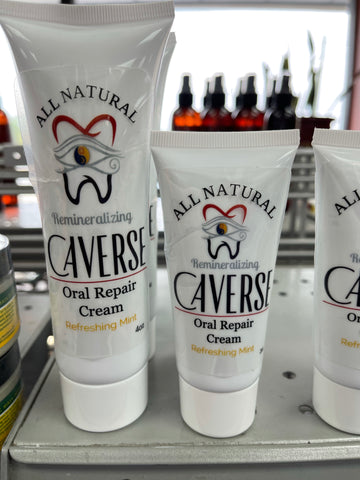 ALL NATURAL
Remineralizing
CAVERSE
Oral Repair
Cream
Refreshing Mint
4oz
ALL NATURAL
Remineralizing
CAVERSE
Oral Repair
Cream
Refreshing Mint
ALL